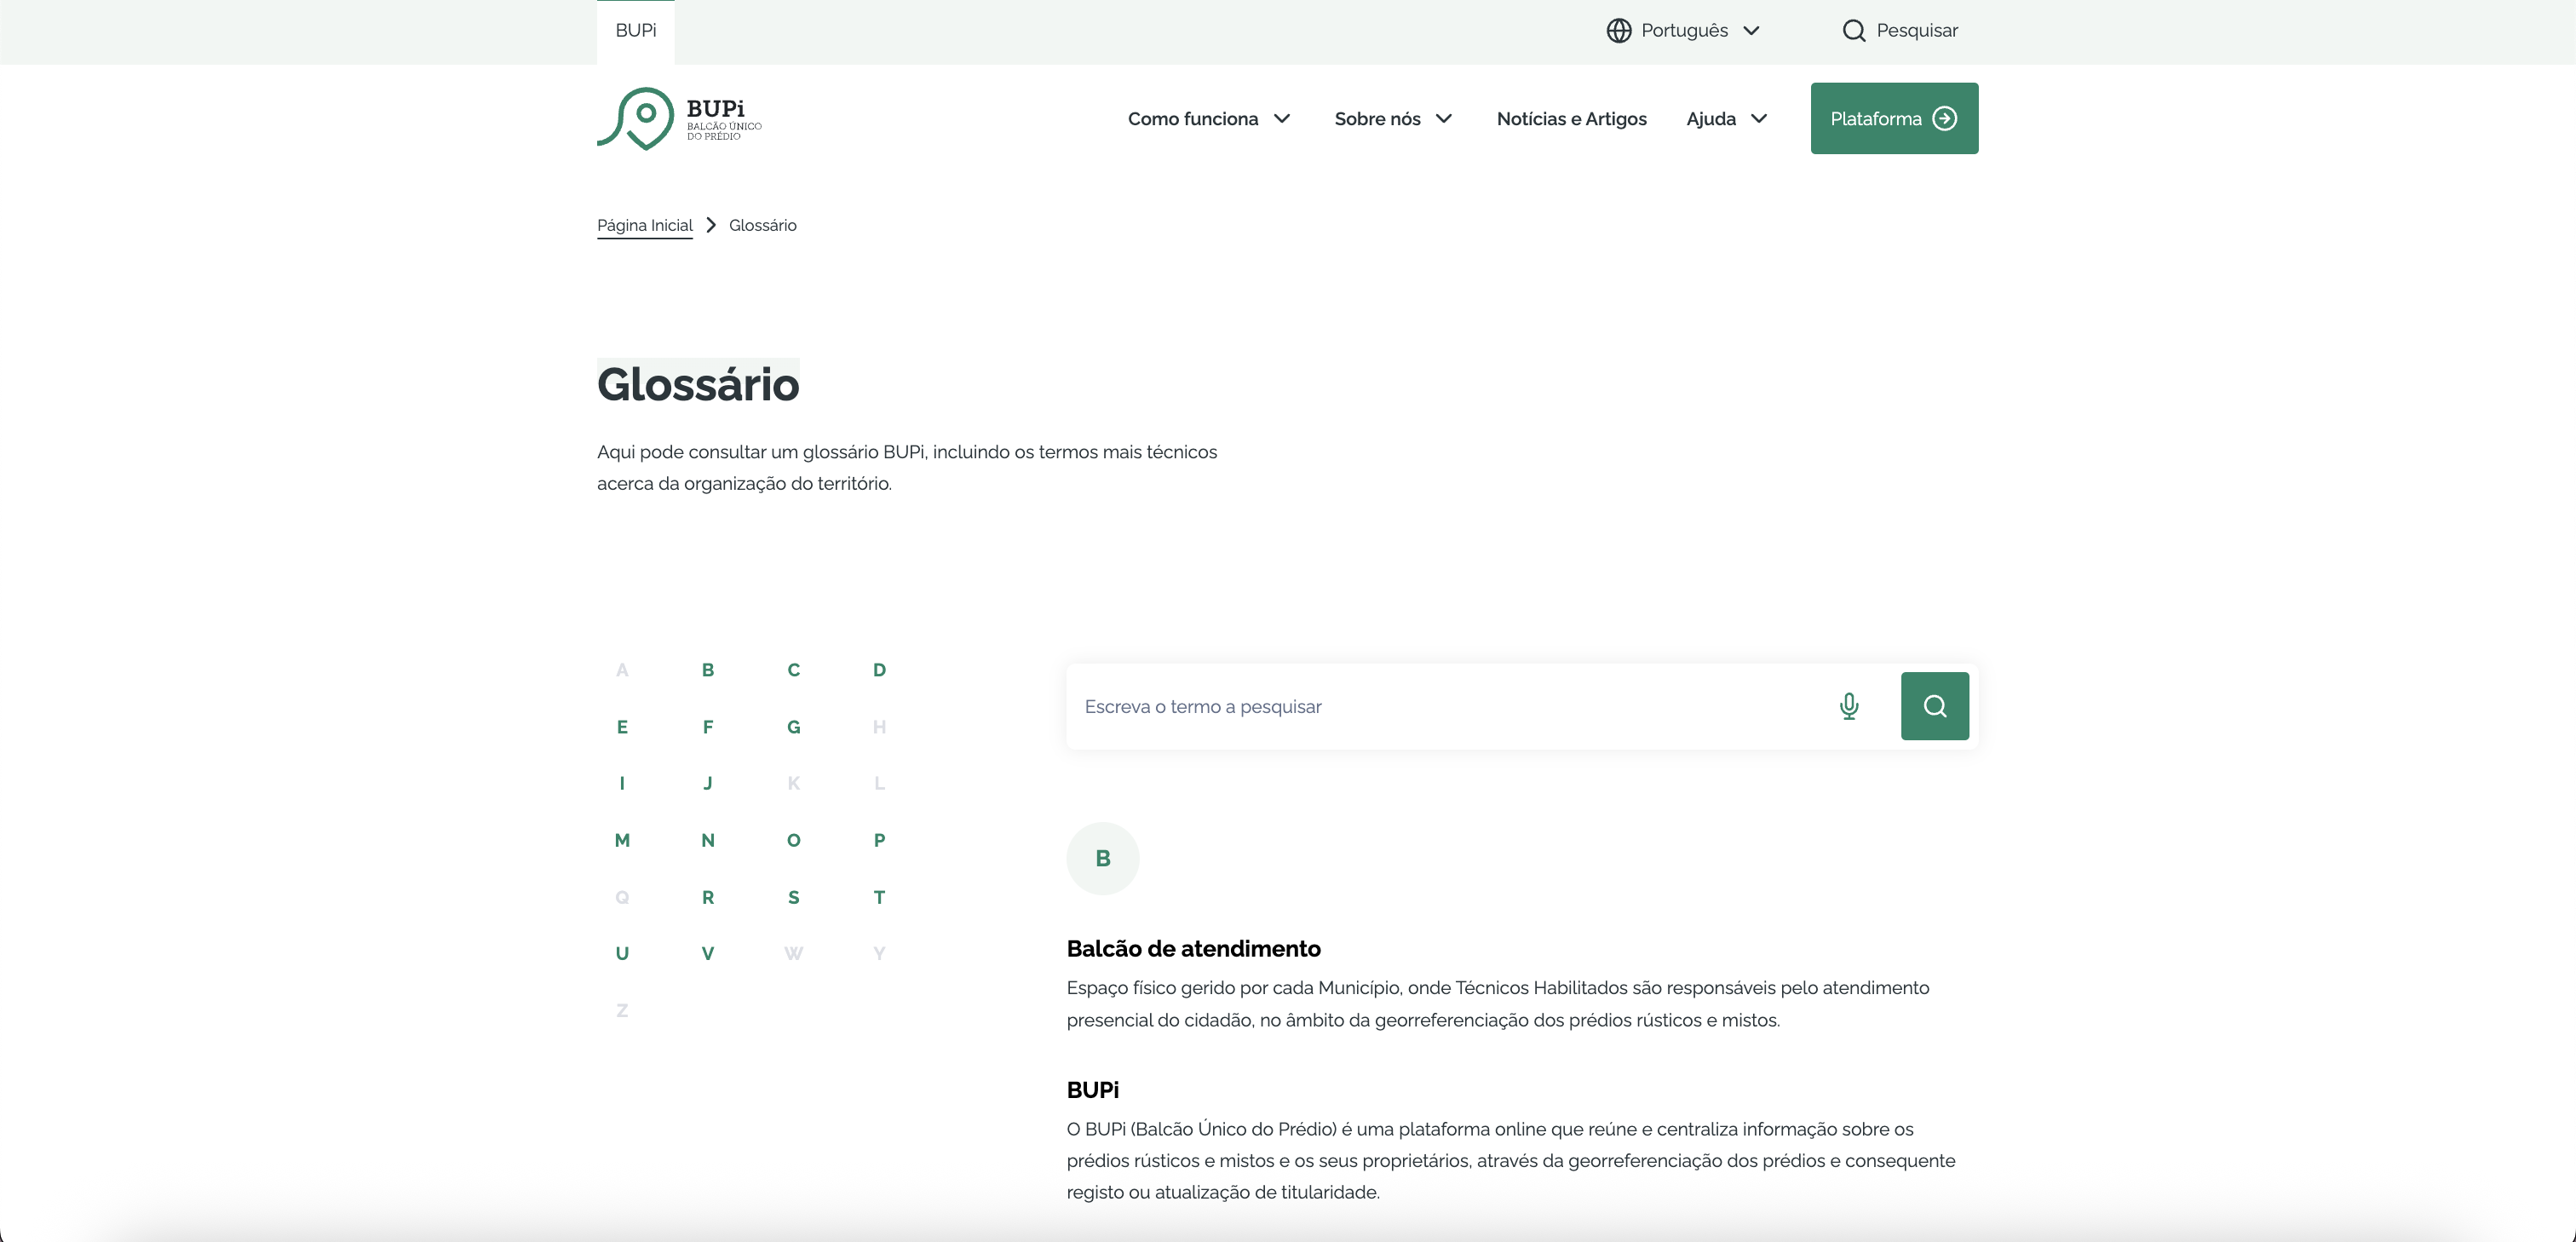 BUPi
Português
Pesquisar
BUPi
BALCÃO ÚNICO
DO PRÉDIO
Como funciona
Sobre nós
Notícias e Artigos
Ajuda
Plataforma
Página Inicial
Glossário
Glossário
Aqui pode consultar um glossário BUPi, incluindo os termos mais técnicos
acerca da organização do território.
A B C D
E F G H
I J K L
M N O P
Q R S T
U V W Y
Z
Escreva o termo a pesquisar
B
Balcão de atendimento
Espaço físico gerido por cada Município, onde Técnicos Habilitados são responsáveis pelo atendimento
presencial do cidadão, no âmbito da georreferenciação dos prédios rústicos e mistos.
BUPi
O BUPi (Balcão Único do Prédio) é uma plataforma online que reúne e centraliza informação sobre os
prédios rústicos e mistos e os seus proprietários, através da georreferenciação dos prédios e consequente
registo ou atualização de titularidade.